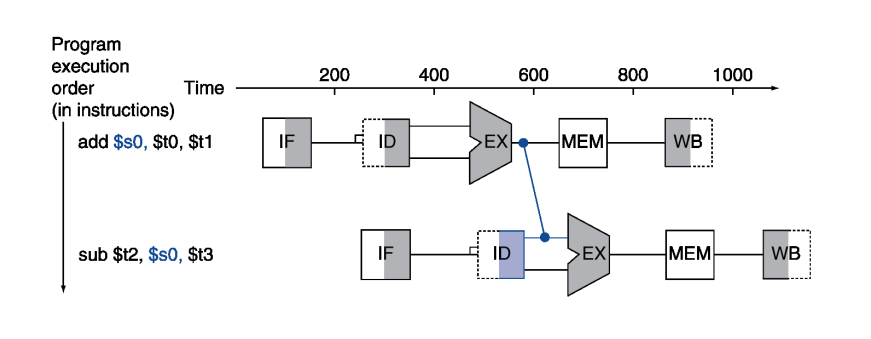 Program
execution
order
(in instructions)
Time
200 400 600 800 1000
add $s0, $t0, $t1
IF ID EX MEM WB
sub $t2, $s0, $t3
IF ID EX MEM WB